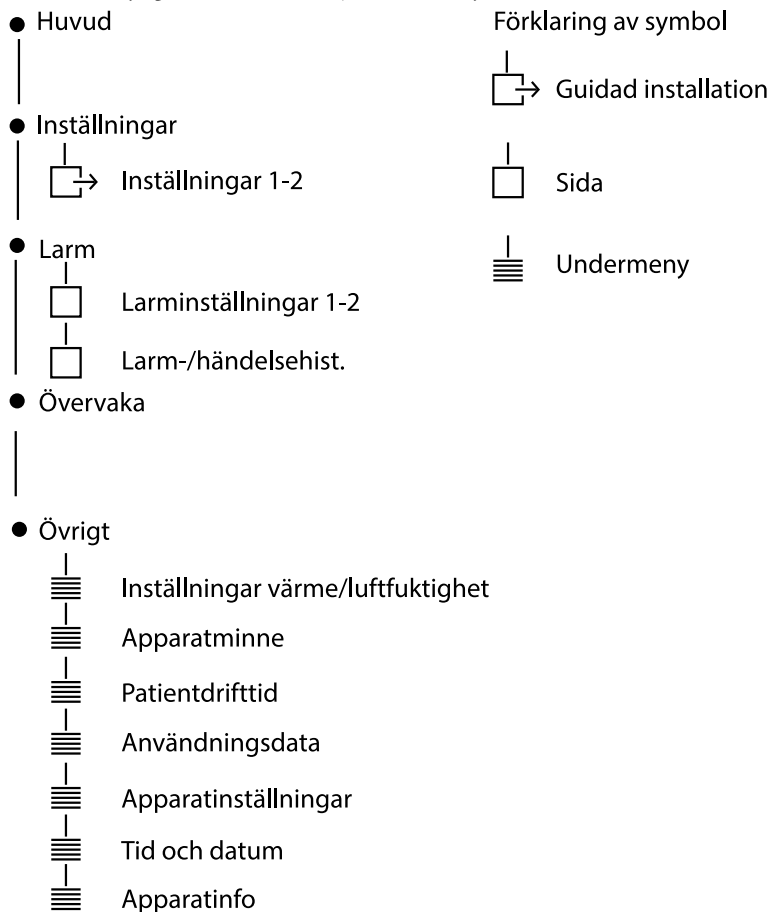 Huvud
Inställningar
Inställningar 1-2
Larm
Larminställningar 1-2
Larm-/händelsehist.
Övervaka
Övrigt
Inställningar värme/luftfuktighet
Apparatminne
Patientdrifttid
Användningsdata
Apparatinställningar
Tid och datum
Apparatinfo
Förklaring av symbol
Guidad installation
Sida
Undermeny